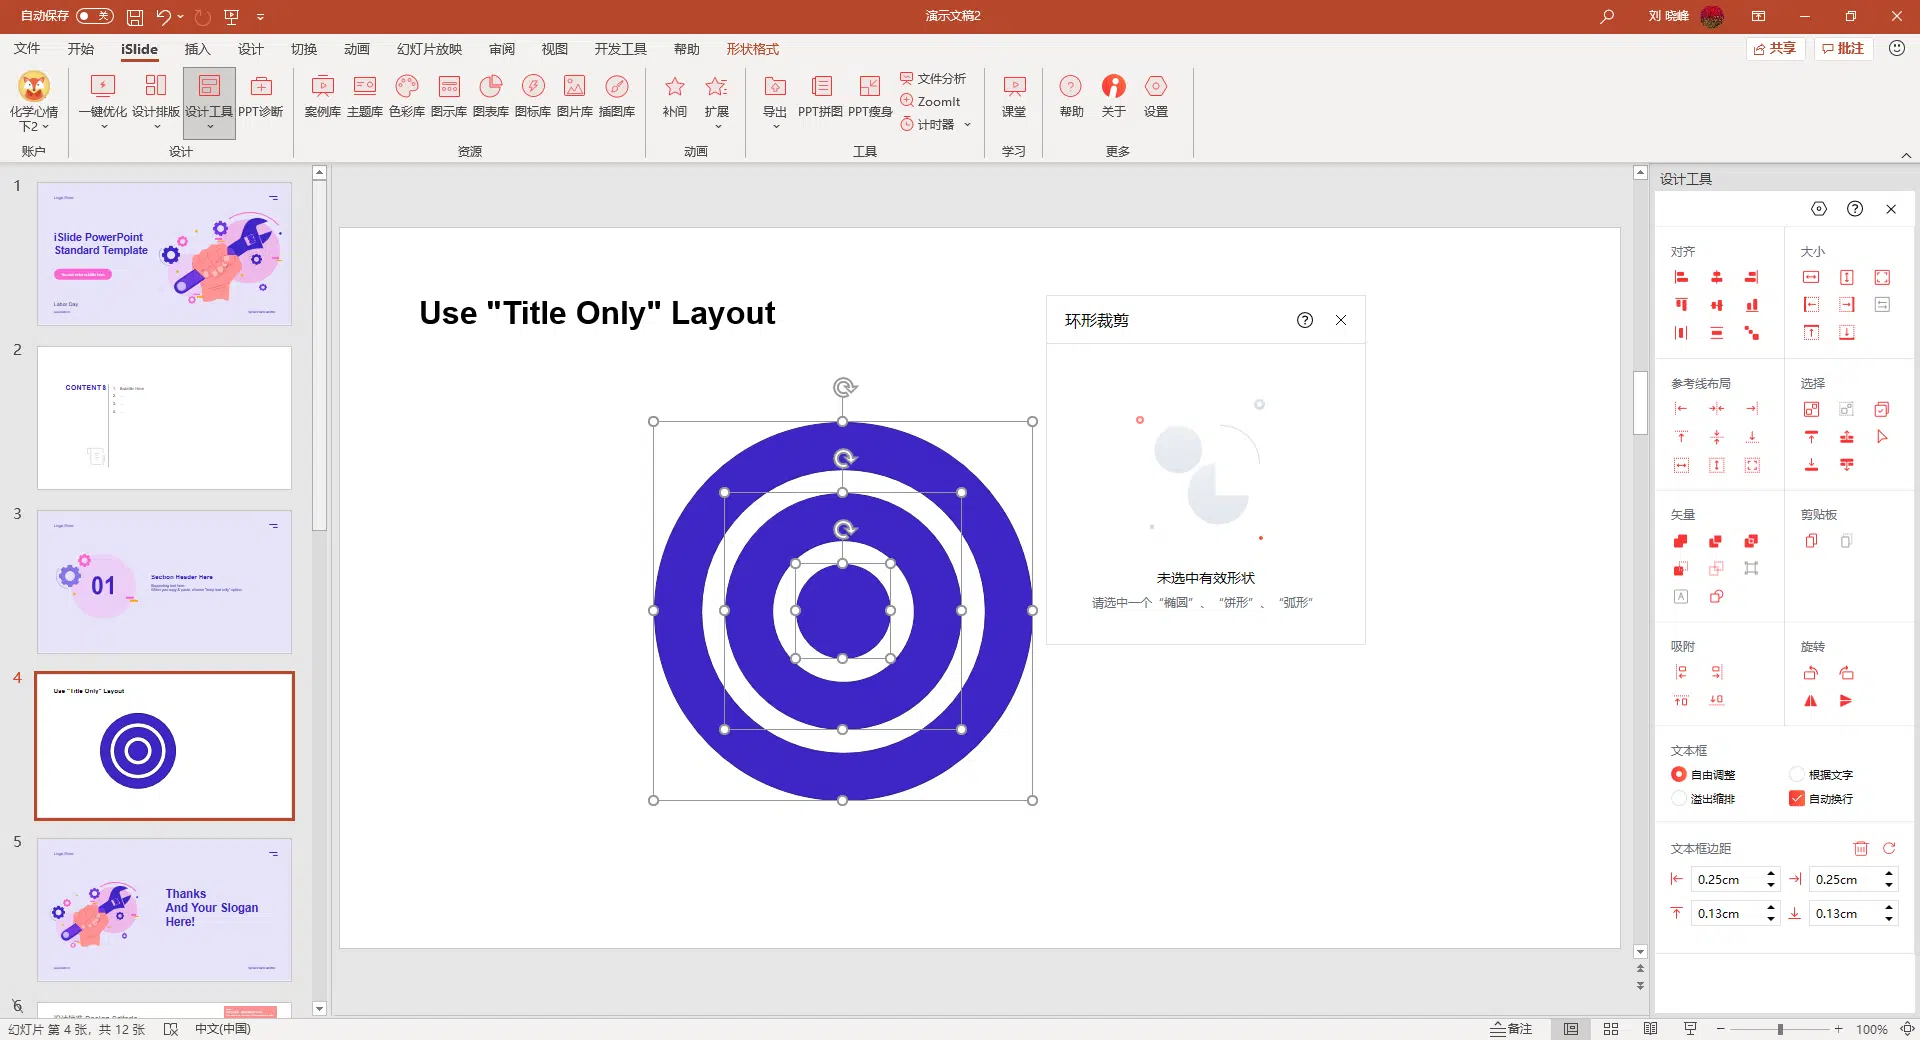 自动保存 关
演示文稿2
刘 晓峰
文件 开始 iSlide 插入 设计 切换 动画 幻灯片放映 审阅 视图 开发工具 帮助 形状格式
共享 批注
化学心情下2
账户
一键优化 设计排版 设计工具 PPT诊断
设计
案例库 主题库 色彩库 图示库 图表库 图标库 图片库 插图库
资源
补间 扩展
动画
导出 PPT拼图 PPT瘦身
文件分析
ZoomIt
计时器
工具
课堂
学习
帮助 关于 设置
更多
1
iSlide PowerPoint
Standard Template
Labor Day
2
CONTENTS
3
01
Section Header Here
4
Use "Title Only" Layout
5
Thanks
And Your Slogan
Here!
6
Use "Title Only" Layout
环形裁剪
未选中有效形状
请选中一个“椭圆”、“饼形”、“弧形”
设计工具
对齐 大小
参考线布局 选择
矢量 剪贴板
吸附 旋转
文本框
自由调整 根据文字
溢出缩排 自动换行
文本框边距
0.25cm 0.25cm
0.13cm 0.13cm
幻灯片 第 4 张，共 12 张 中文(中国)
备注
100%